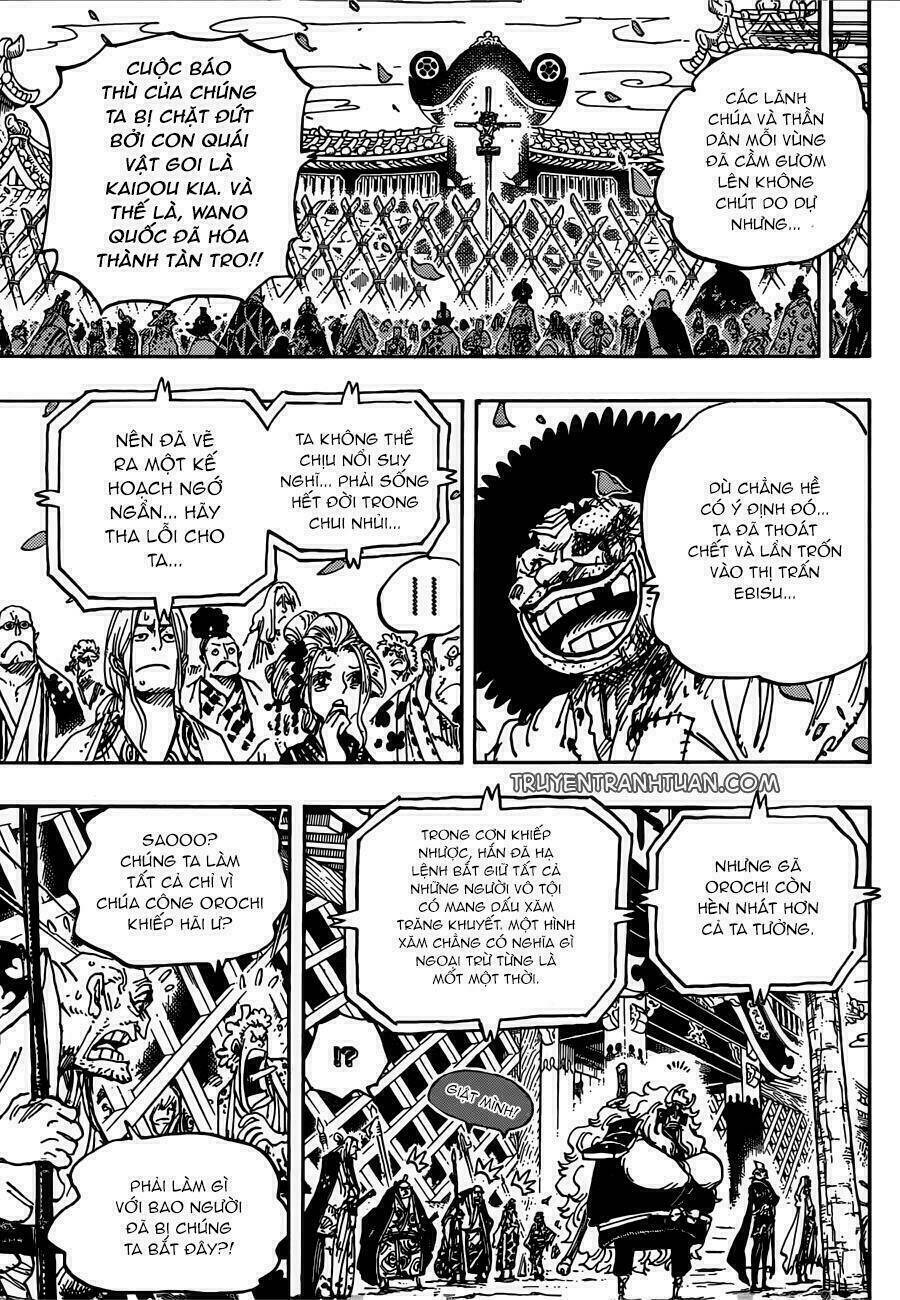 CÁC LÃNH
CHÚA VÀ THẦN
DÂN MỖI VÙNG
ĐÃ CẦM GƯƠM
LÊN KHÔNG
CHÚT DO DỰ
NHƯNG...
CUỘC BÁO
THÙ CỦA CHÚNG
TA BỊ CHẶT ĐỨT
BỞI CON QUÁI
VẬT GOI LÀ
KAIDOU KIA. VÀ
THẾ LÀ, WANO
QUỐC ĐÃ HÓA
THÀNH TÀN TRO!!
DÙ CHẲNG HỀ
CÓ Ý ĐỊNH ĐÓ...
TA ĐÃ THOÁT
CHẾT VÀ LẨN TRỐN
VÀO THỊ TRẤN
EBISU...
TA KHÔNG THỂ
CHỊU NỔI SUY
NGHĨ... PHẢI SỐNG
HẾT ĐỜI TRONG
CHUI NHỦI...
NÊN ĐÃ VẼ
RA MỘT KẾ
HOẠCH NGỚ
NGẨN... HÃY
THA LỖI CHO
TA...
!!
TRUYENTRANHTUAN.COM
NHƯNG GÃ
OROCHI CÒN
HÈN NHÁT HƠN
CẢ TA TƯỞNG.
TRONG CƠN KHIẾP
NHƯỢC, HẮN ĐÃ HẠ
LỆNH BẮT GIỮ TẤT CẢ
NHỮNG NGƯỜI VÔ TỘI
CÓ MANG DẤU XĂM
TRĂNG KHUYẾT. MỘT HÌNH
XĂM CHẲNG CÓ NGHĨA GÌ
NGOẠI TRỪ TỪNG LÀ
MỐT MỘT THỜI.
GIẬT MÌNH!
!?
SAOOO?
CHÚNG TA LÀM
TẤT CẢ CHỈ VÌ
CHÚA CÔNG OROCHI
KHIẾP HÃI Ư?
PHẢI LÀM GÌ
VỚI BAO NGƯỜI
ĐÃ BỊ CHÚNG
TA BẮT ĐÂY?!